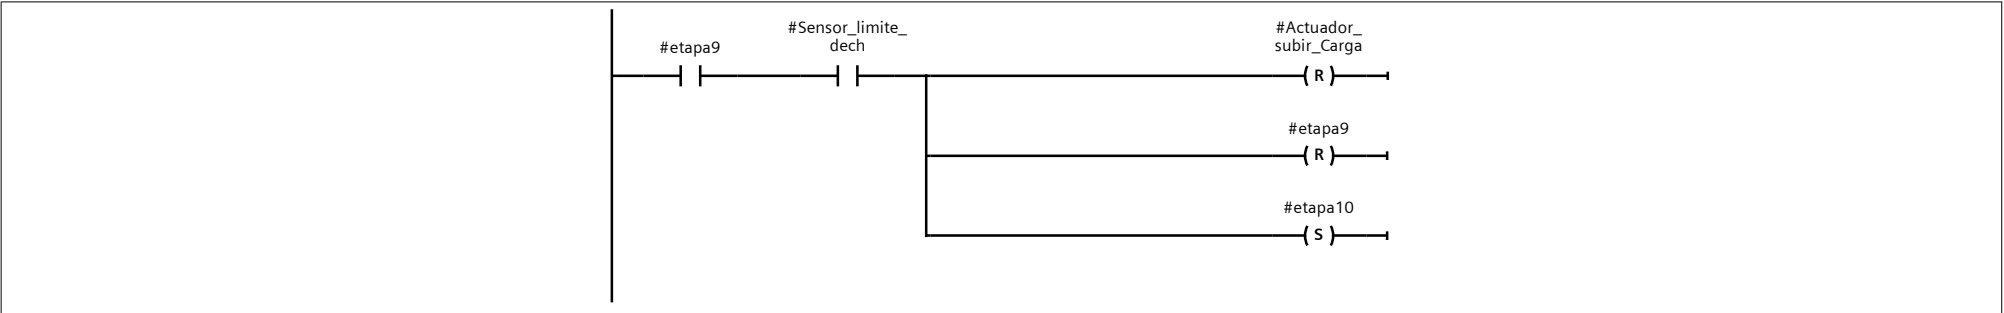 #Sensor_limite_
dech
#etapa9
#Actuador_
subir_Carga
R
#etapa9
R
#etapa10
S